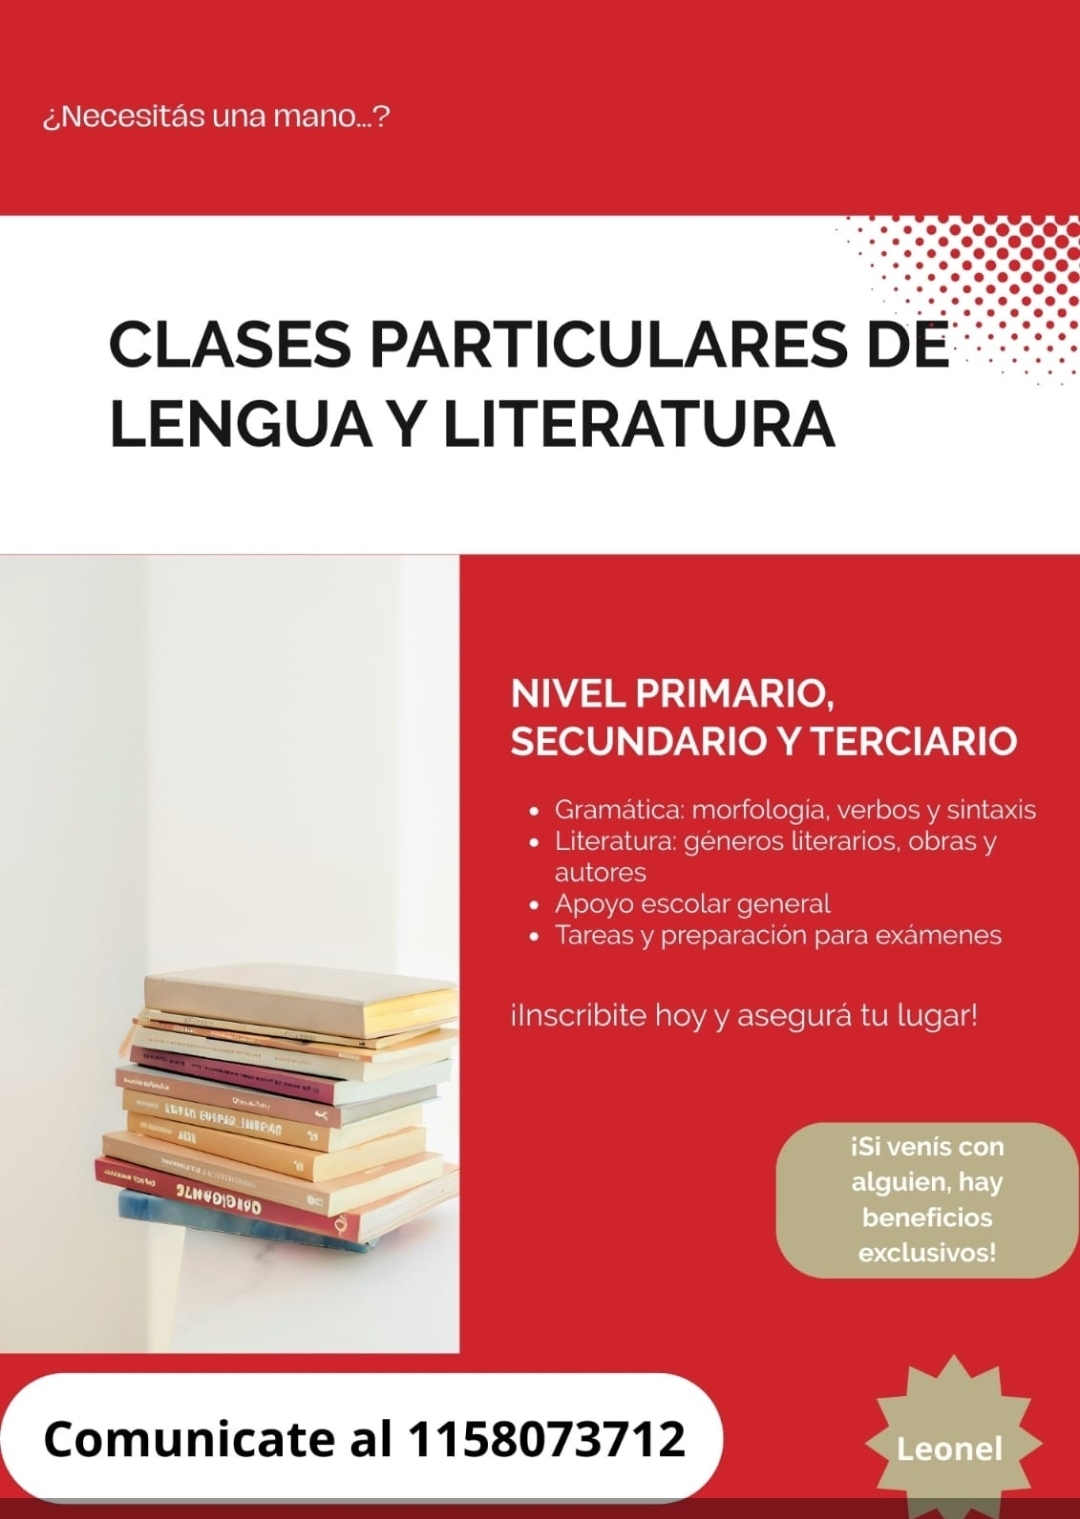 ¿Necesitás una mano...?
CLASES PARTICULARES DE
LENGUA Y LITERATURA
NIVEL PRIMARIO,
SECUNDARIO Y TERCIARIO
• Gramática: morfología, verbos y sintaxis
• Literatura: géneros literarios, obras y
autores
• Apoyo escolar general
• Tareas y preparación para exámenes
¡Inscribite hoy y asegurá tu lugar!
¡Si venís con
alguien, hay
beneficios
exclusivos!
Comunicate al 1158073712
Leonel